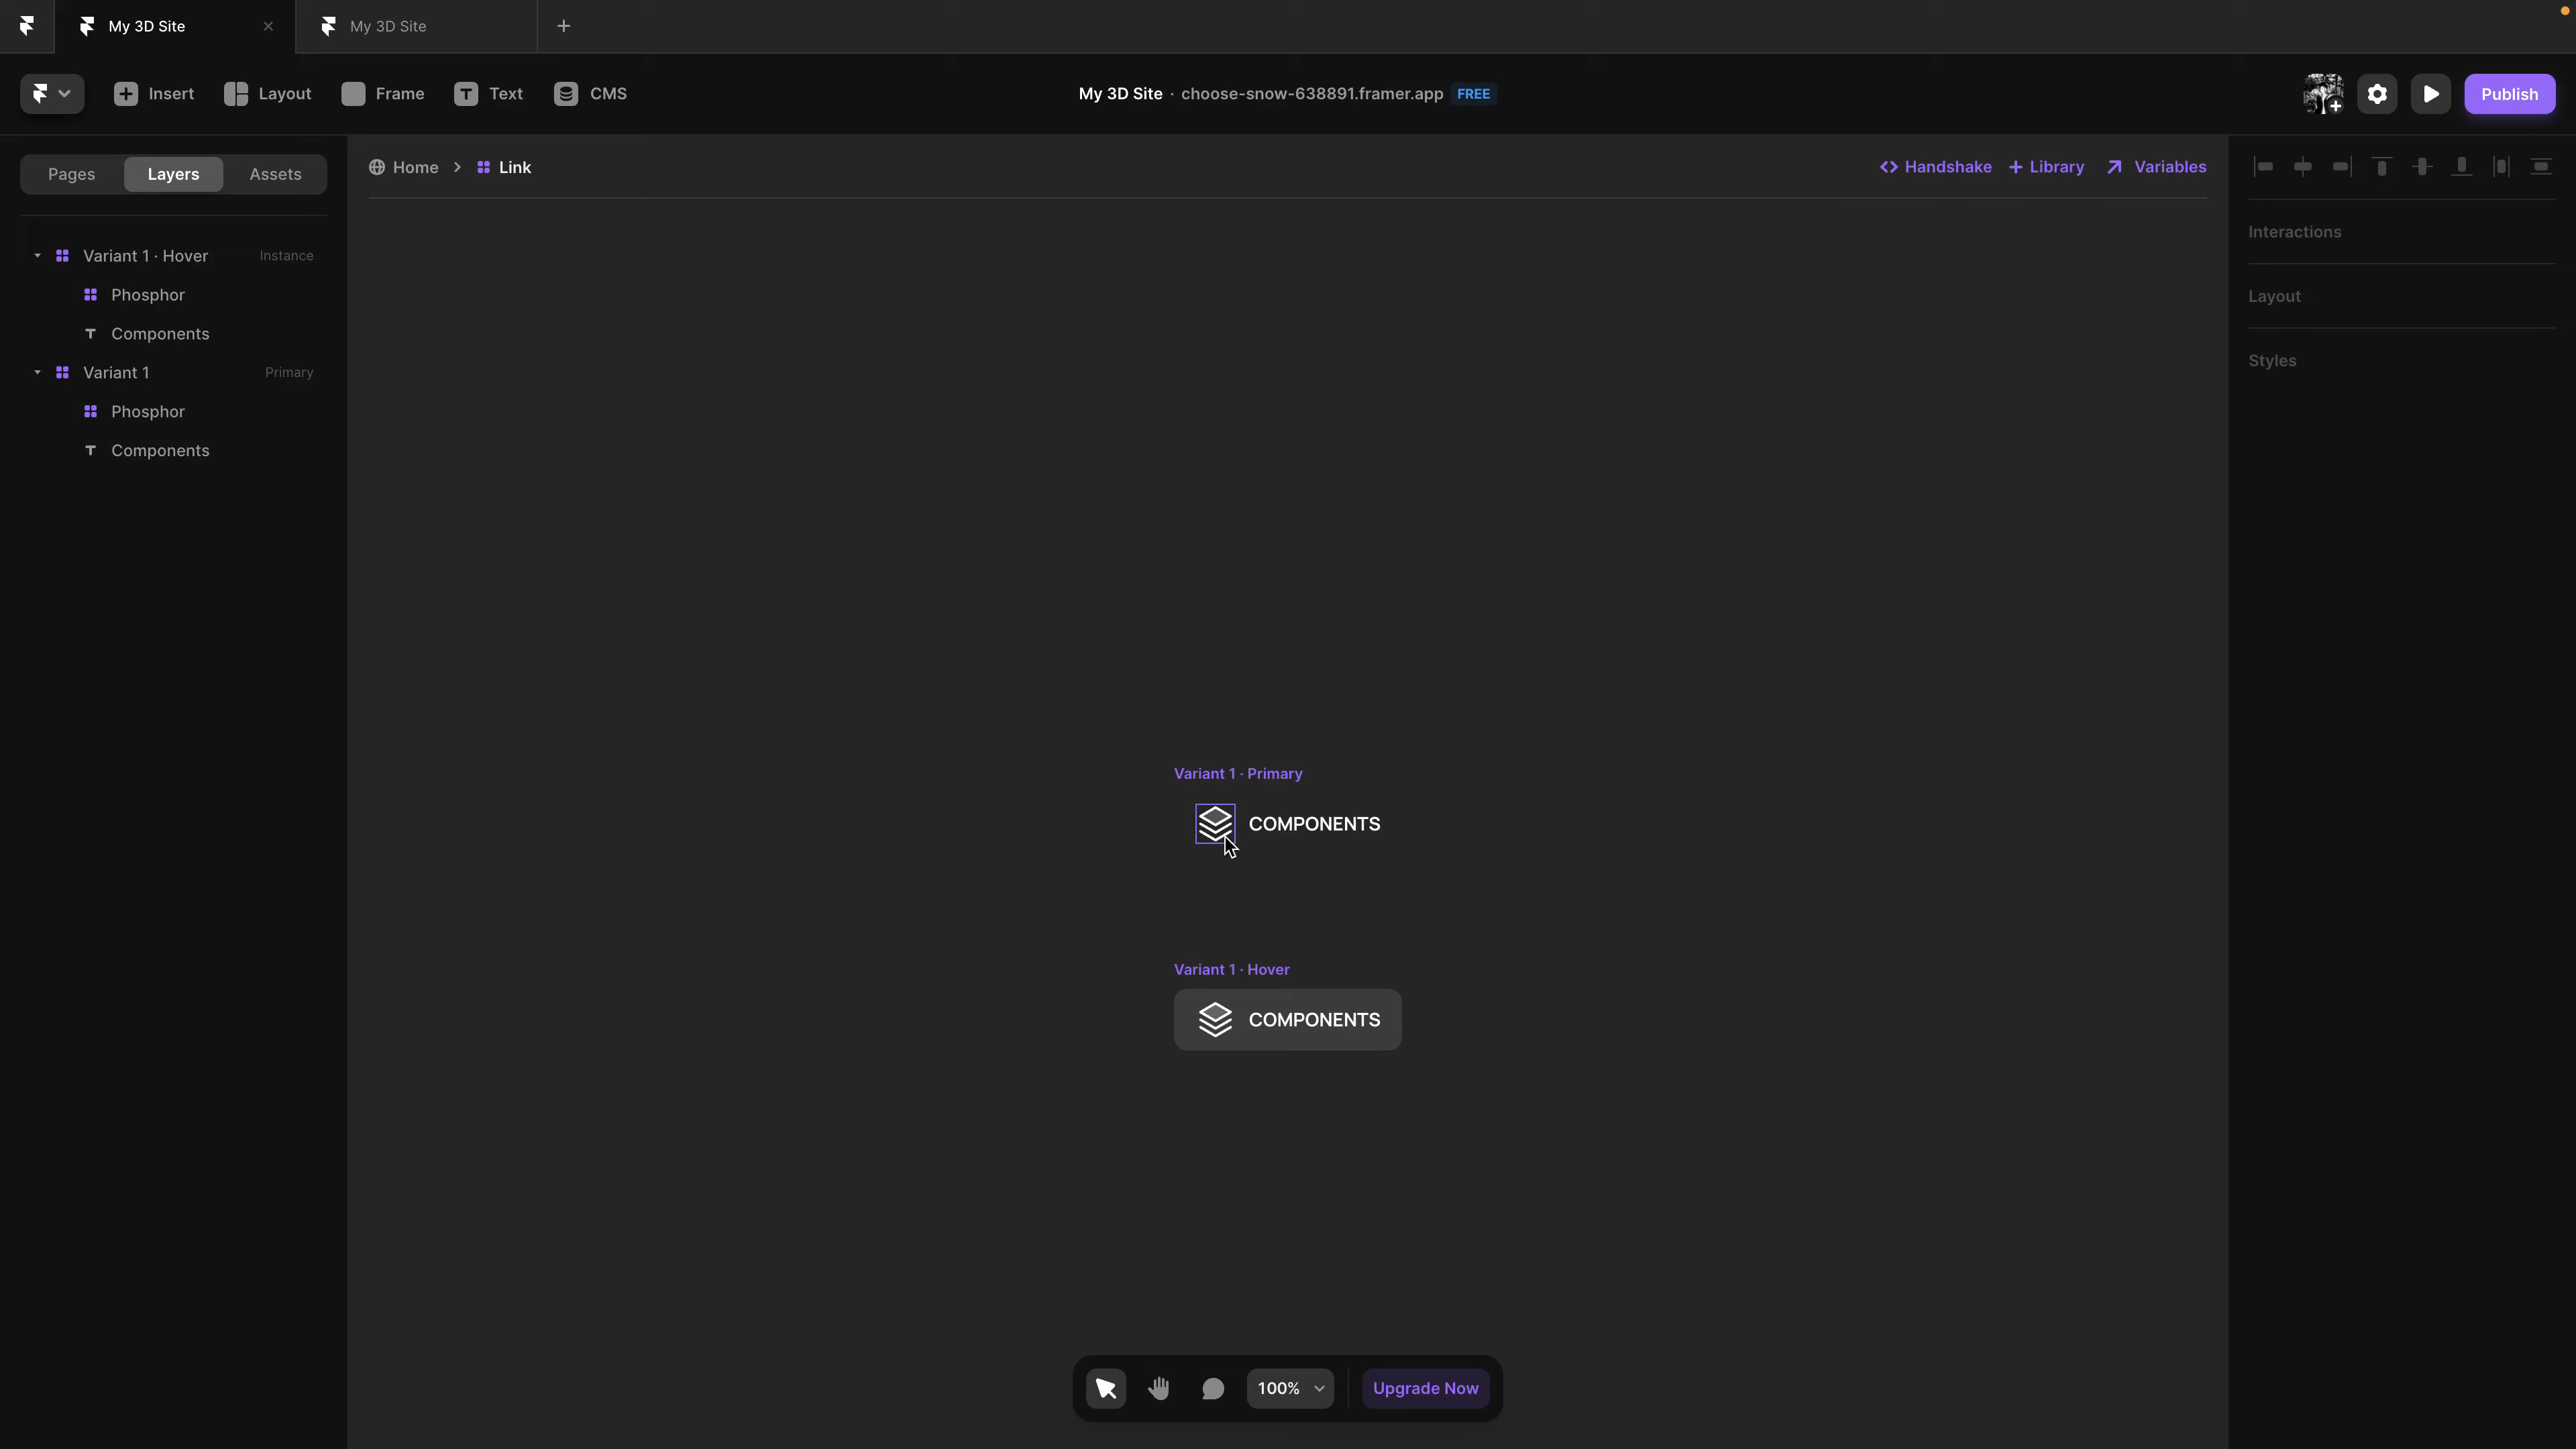 My 3D Site
My 3D Site
Insert
Layout
Frame
Text
CMS
My 3D Site · choose-snow-638891.framer.app FREE
Publish
Pages
Layers
Assets
Home
Link
Handshake
Library
Variables
Variant 1 · Hover
Instance
Phosphor
Components
Variant 1
Primary
Phosphor
Components
Interactions
Layout
Styles
Variant 1 · Primary
COMPONENTS
Variant 1 · Hover
COMPONENTS
100%
Upgrade Now